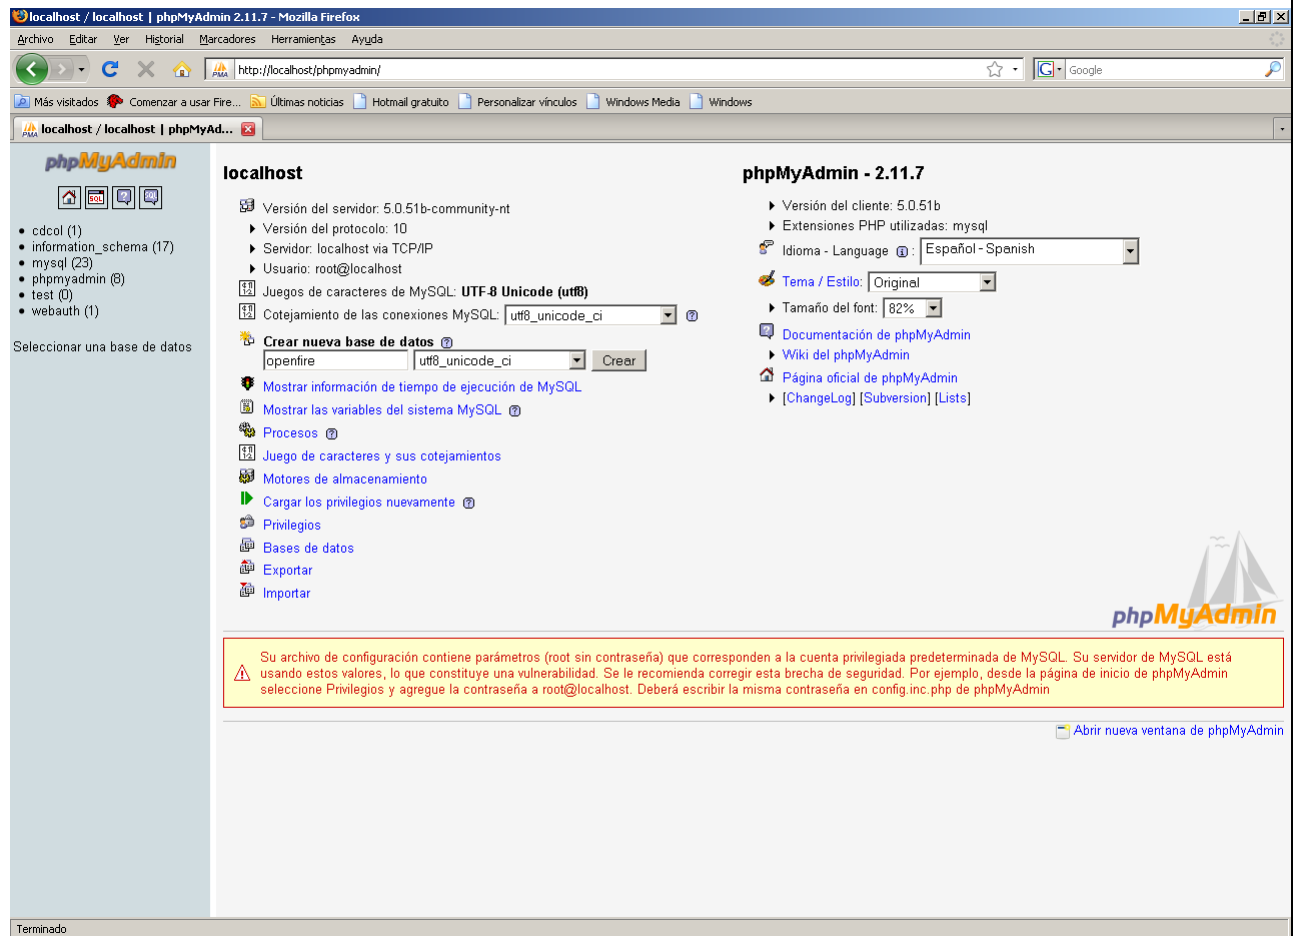 localhost / localhost | phpMyAdmin 2.11.7 - Mozilla Firefox
Archivo Editar Ver Historial Marcadores Herramientas Ayuda
http://localhost/phpmyadmin/
G Google
Más visitados Comenzar a usar Fire... Últimas noticias Hotmail gratuito Personalizar vínculos Windows Media Windows
localhost / localhost | phpMyAd...
phpMyAdmin
SQL
cdcol (1)
information_schema (17)
mysql (23)
phpmyadmin (8)
test (0)
webauth (1)
Seleccionar una base de datos
localhost
Versión del servidor: 5.0.51b-community-nt
Versión del protocolo: 10
Servidor: localhost via TCP/IP
Usuario: root@localhost
Juegos de caracteres de MySQL: UTF-8 Unicode (utf8)
Cotejamiento de las conexiones MySQL: utf8_unicode_ci
Crear nueva base de datos
openfire utf8_unicode_ci Crear
Mostrar información de tiempo de ejecución de MySQL
Mostrar las variables del sistema MySQL
Procesos
Juego de caracteres y sus cotejamientos
Motores de almacenamiento
Cargar los privilegios nuevamente
Privilegios
Bases de datos
Exportar
Importar
phpMyAdmin - 2.11.7
Versión del cliente: 5.0.51b
Extensiones PHP utilizadas: mysql
Idioma - Language : Español - Spanish
Tema / Estilo: Original
Tamaño del font: 82%
Documentación de phpMyAdmin
Wiki del phpMyAdmin
Página oficial de phpMyAdmin
[ChangeLog] [Subversion] [Lists]
phpMyAdmin
Su archivo de configuración contiene parámetros (root sin contraseña) que corresponden a la cuenta privilegiada predeterminada de MySQL. Su servidor de MySQL está
usando estos valores, lo que constituye una vulnerabilidad. Se le recomienda corregir esta brecha de seguridad. Por ejemplo, desde la página de inicio de phpMyAdmin
seleccione Privilegios y agregue la contraseña a root@localhost. Deberá escribir la misma contraseña en config.inc.php de phpMyAdmin
Abrir nueva ventana de phpMyAdmin
Terminado